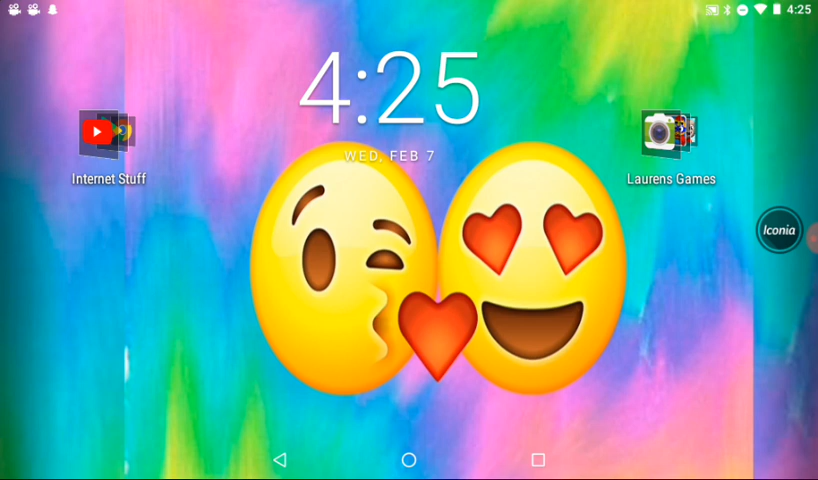 4:25
4:25
WED, FEB 7
Internet Stuff
Laurens Games
Iconia